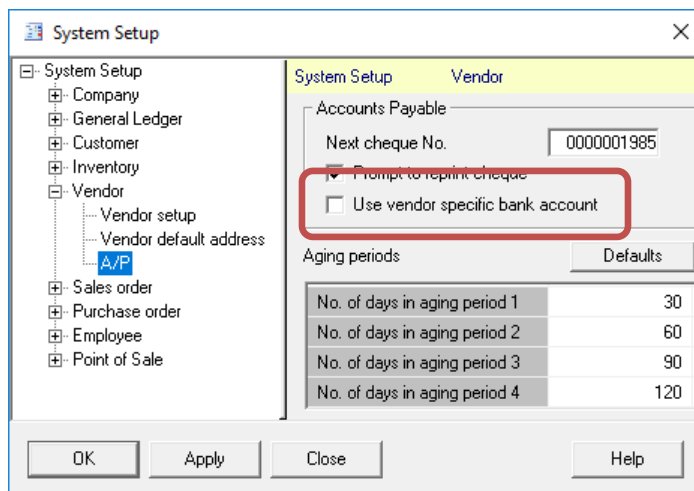 System Setup
System Setup
Company
General Ledger
Customer
Inventory
Vendor
Vendor setup
Vendor default address
A/P
Sales order
Purchase order
Employee
Point of Sale
System Setup Vendor
Accounts Payable
Next cheque No. 0000001985
Prompt to reprint cheque
Use vendor specific bank account
Aging periods Defaults
No. of days in aging period 1 30
No. of days in aging period 2 60
No. of days in aging period 3 90
No. of days in aging period 4 120
OK Apply Close Help